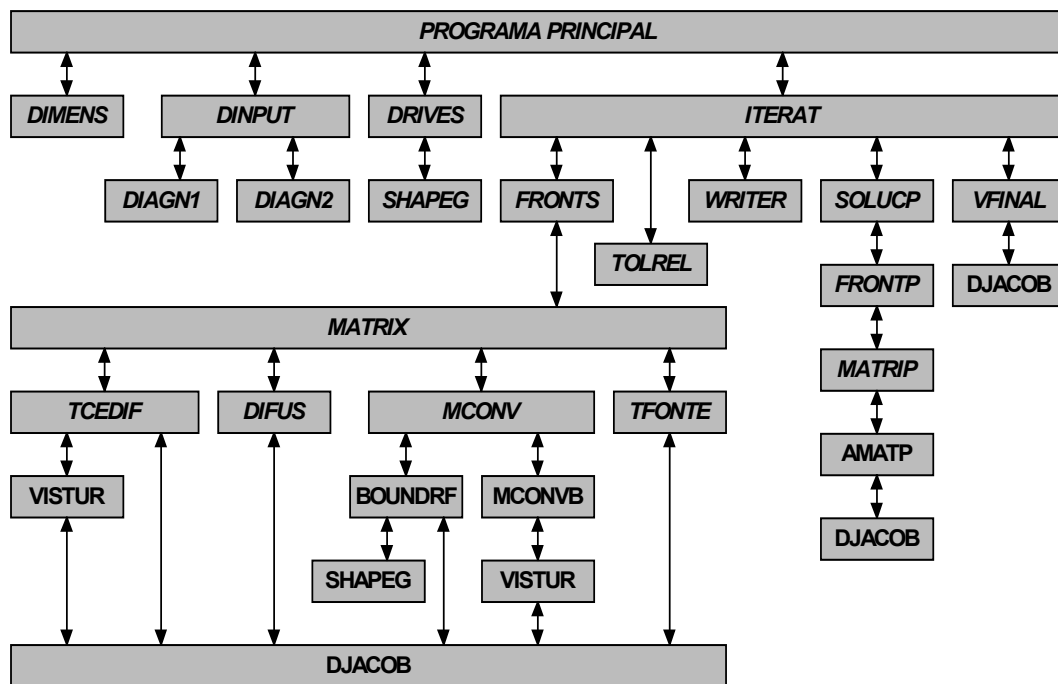 PROGRAMA PRINCIPAL
DIMENS
DINPUT
DRIVES
ITERAT
DIAGN1
DIAGN2
SHAPEG
FRONTS
WRITER
SOLUCP
VFINAL
TOLREL
FRONTP
DJACOB
MATRIX
MATRIP
TCEDIF
DIFUS
MCONV
TFONTE
AMATP
VISTUR
BOUNDRF
MCONVB
DJACOB
SHAPEG
VISTUR
DJACOB